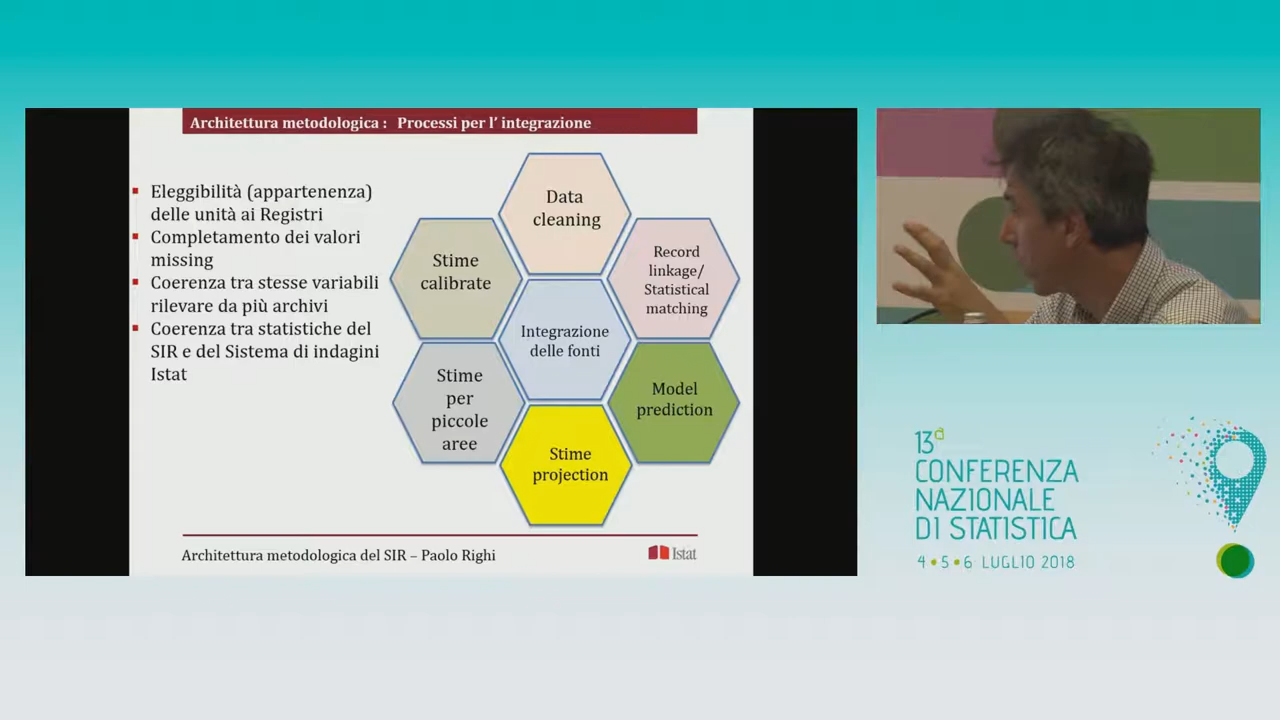 Architettura metodologica : Processi per l' integrazione
Eleggibilità (appartenenza)
delle unità ai Registri
Completamento dei valori
missing
Coerenza tra stesse variabili
rilevare da più archivi
Coerenza tra statistiche del
SIR e del Sistema di indagini
Istat
Data
cleaning
Stime
calibrate
Record
linkage/
Statistical
matching
Integrazione
delle fonti
Stime
per
piccole
aree
Model
prediction
Stime
projection
Architettura metodologica del SIR – Paolo Righi
Istat
13a
CONFERENZA
NAZIONALE
DI STATISTICA
4 • 5 • 6 LUGLIO 2018